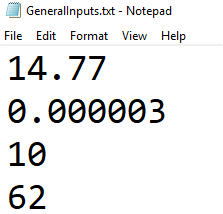 GeneralInputs.txt - Notepad
File Edit Format View Help
14.77
0.000003
10
62